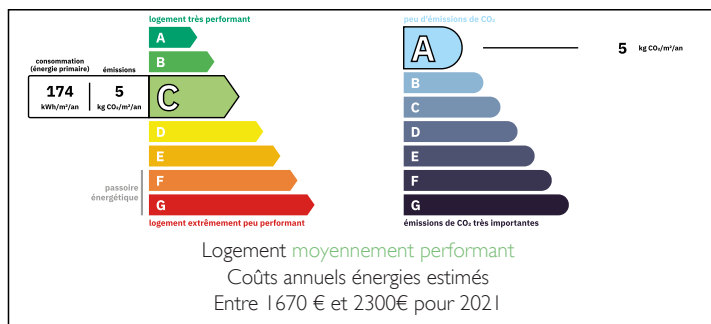 logement très performant
A
B
consommation
(énergie primaire)
émissions
174
kWh/m²/an
5
kg CO₂/m²/an
C
D
E
F
G
passoire
énergétique
logement extrêmement peu performant
peu d'émissions de CO₂
A
5 kg CO₂/m²/an
B
C
D
E
F
G
émissions de CO₂ très importantes
Logement moyennement performant
Coûts annuels énergies estimés
Entre 1670 € et 2300€ pour 2021